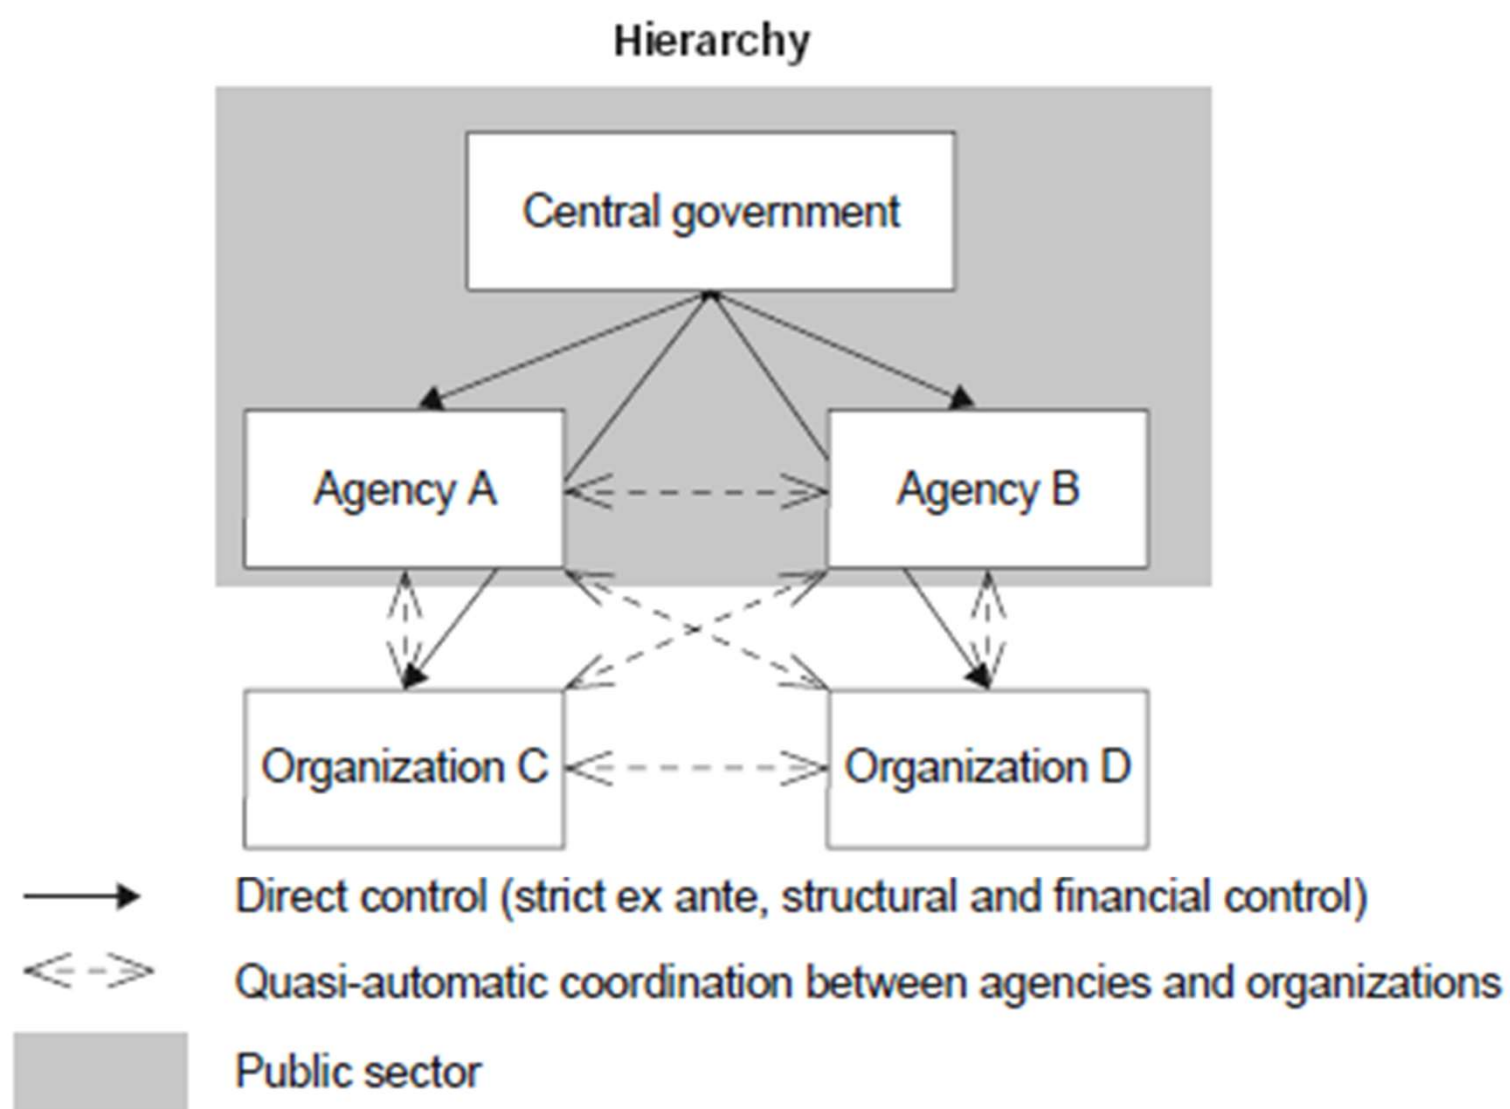 Hierarchy
Central government
Agency A
Agency B
Organization C
Organization D
Direct control (strict ex ante, structural and financial control)
Quasi-automatic coordination between agencies and organizations
Public sector